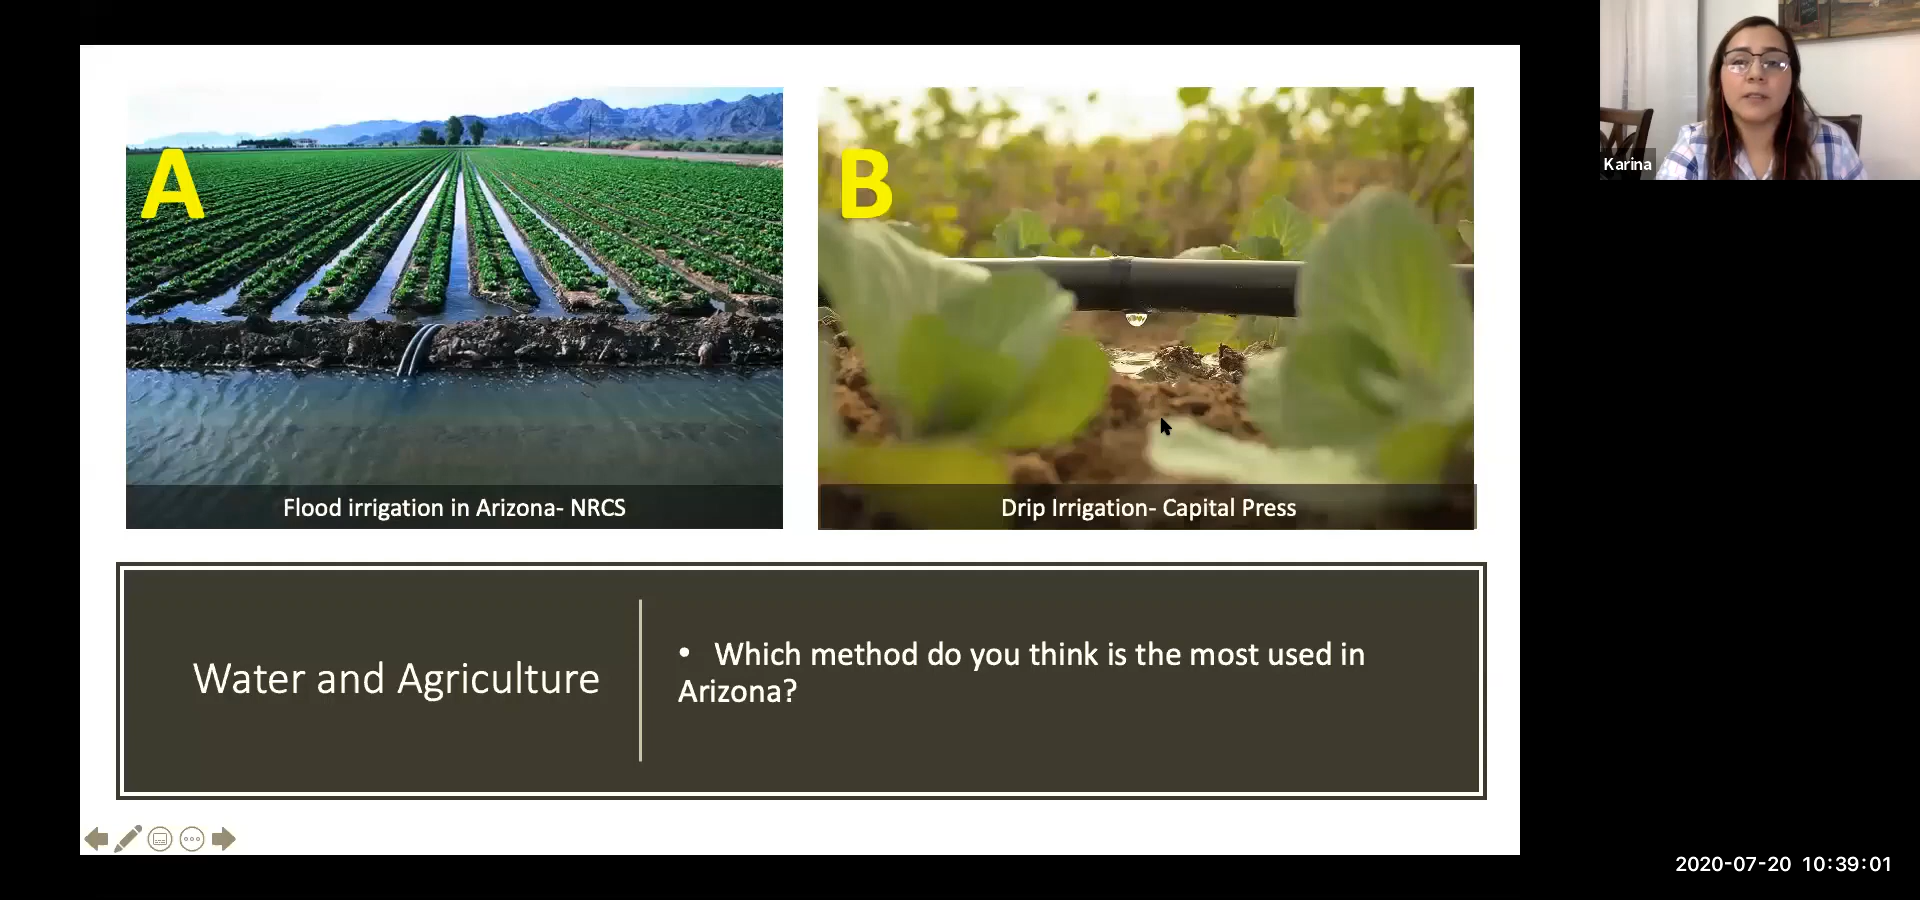 A
B
Karina
Flood irrigation in Arizona- NRCS
Drip Irrigation- Capital Press
Water and Agriculture
• Which method do you think is the most used in
Arizona?
2020-07-20 10:39:01